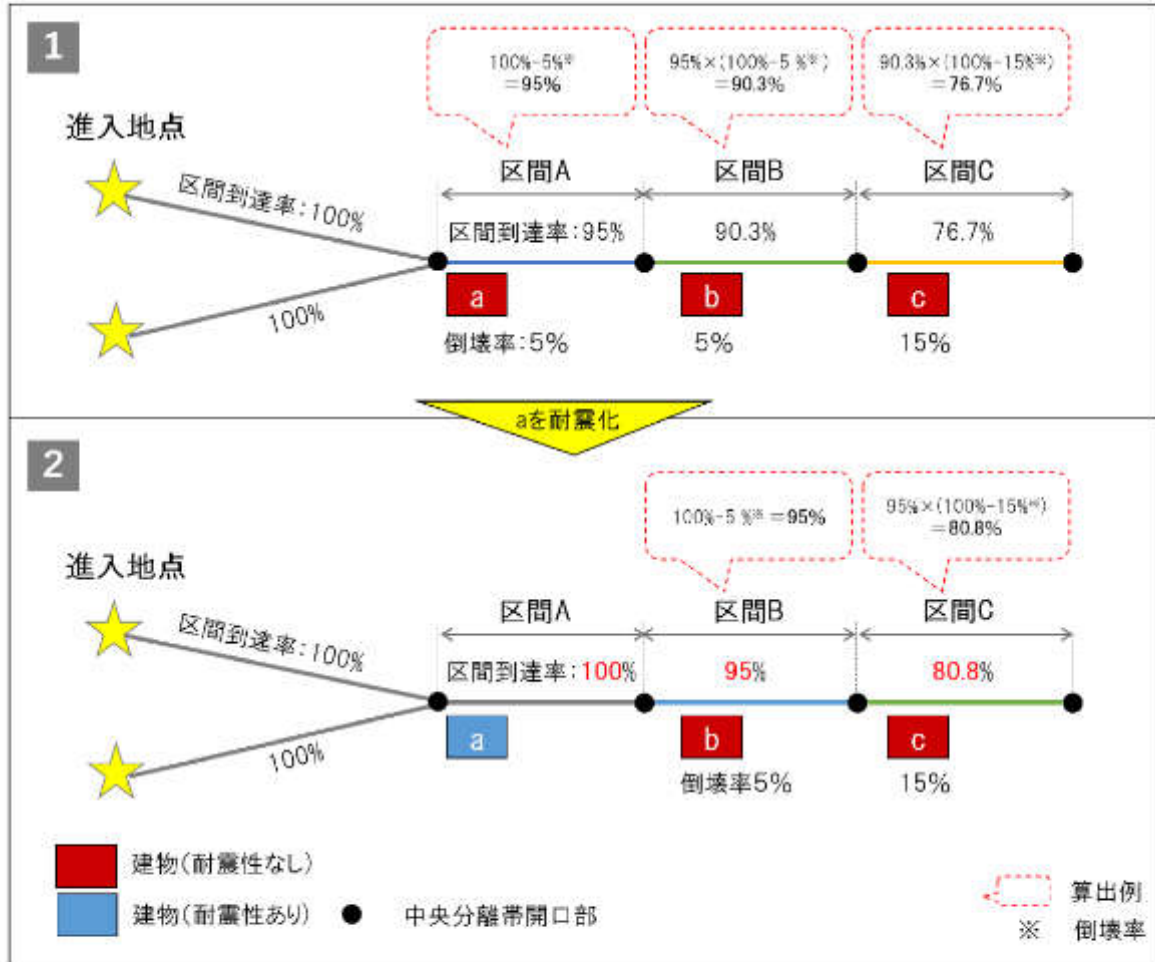 1
100%-5%※
=95%
95%×(100%-5%※)
=90.3%
90.3%×(100%-15%※)
=76.7%
進入地点
区間A
区間B
区間C
区間到達率:100%
区間到達率:95%
90.3%
76.7%
100%
a
b
c
倒壊率:5%
5%
15%
aを耐震化
2
100%-5%※=95%
95%×(100%-15%※)
=80.8%
進入地点
区間A
区間B
区間C
区間到達率:100%
区間到達率:100%
95%
80.8%
100%
a
b
c
倒壊率5%
15%
建物(耐震性なし)
建物(耐震性あり)
中央分離帯開口部
算出例
※ 倒壊率